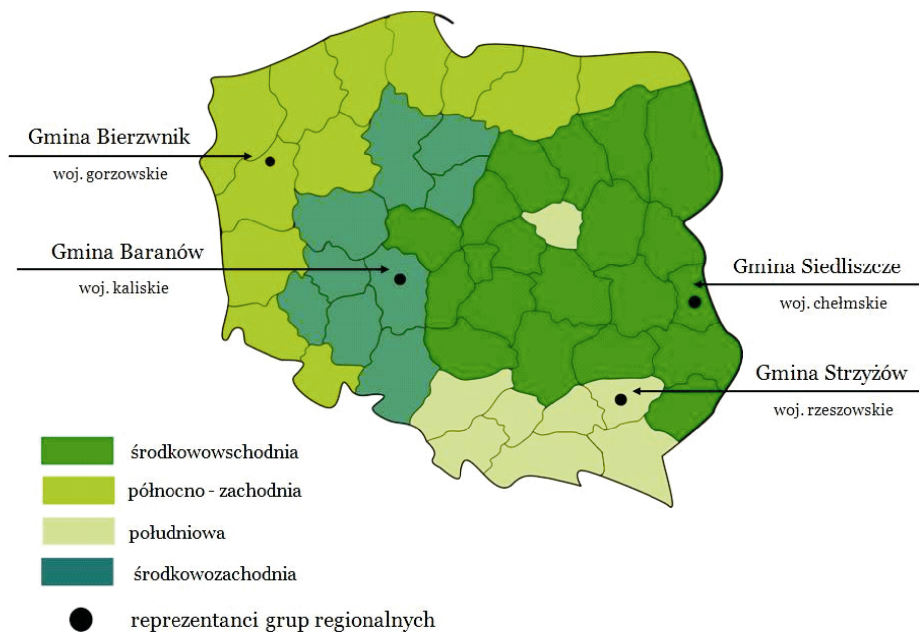 Gmina Bierzwnik
woj. gorzowskie
Gmina Baranów
woj. kaliskie
Gmina Siedliszcze
woj. chełmskie
Gmina Strzyżów
woj. rzeszowskie
środkowowschodnia
północno - zachodnia
południowa
środkowozachodnia
reprezentanci grup regionalnych